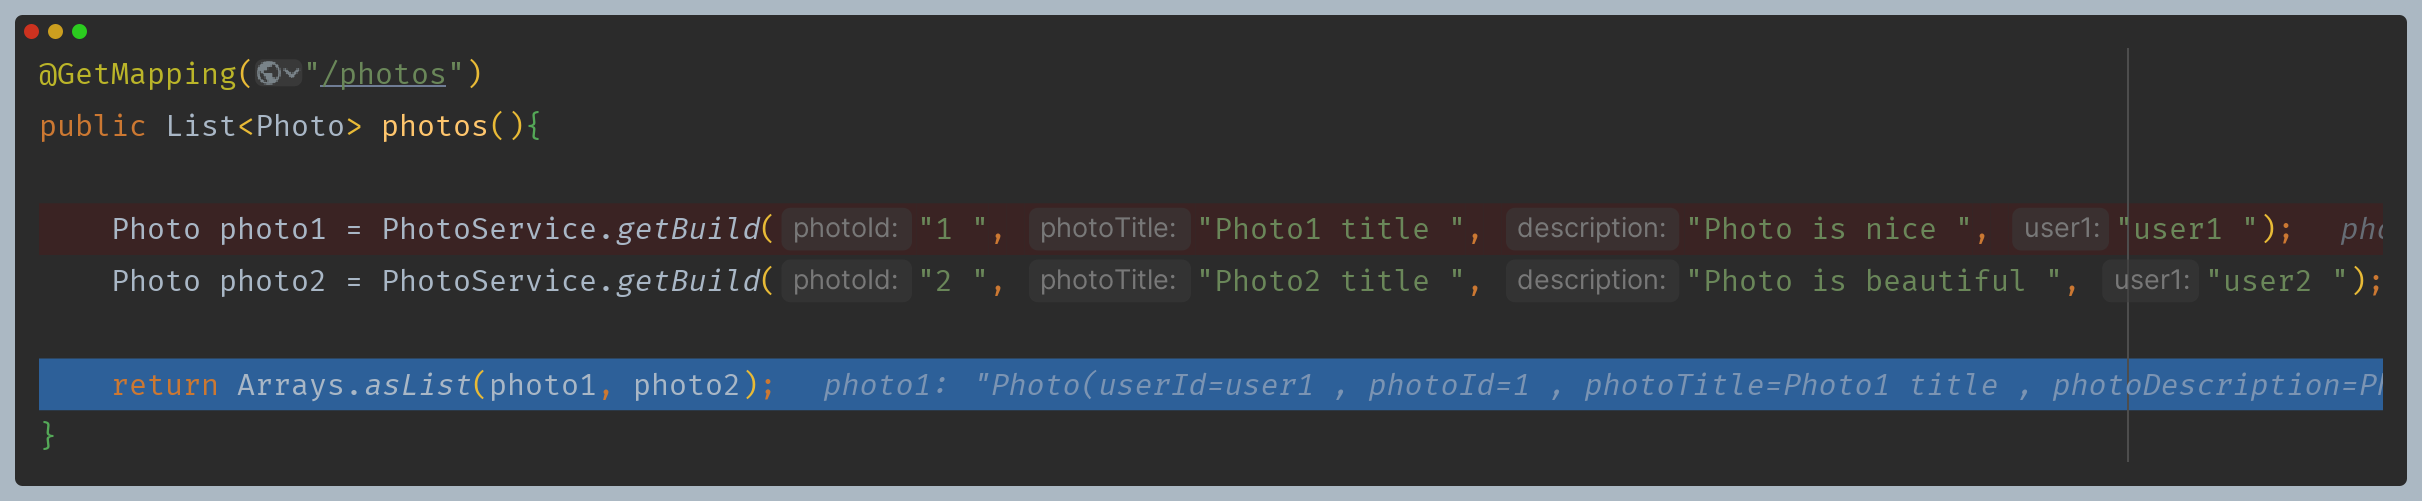 @GetMapping("/photos")
public List<Photo> photos(){
Photo photo1 = PhotoService.getBuild( photoId: "1 ", photoTitle: "Photo1 title ", description: "Photo is nice ", user1: "user1 "); pho
Photo photo2 = PhotoService.getBuild( photoId: "2 ", photoTitle: "Photo2 title ", description: "Photo is beautiful ", user1: "user2 ");
return Arrays.asList(photo1, photo2); photo1: "Photo(userId=user1 , photoId=1 , photoTitle=Photo1 title , photoDescription=Ph
}